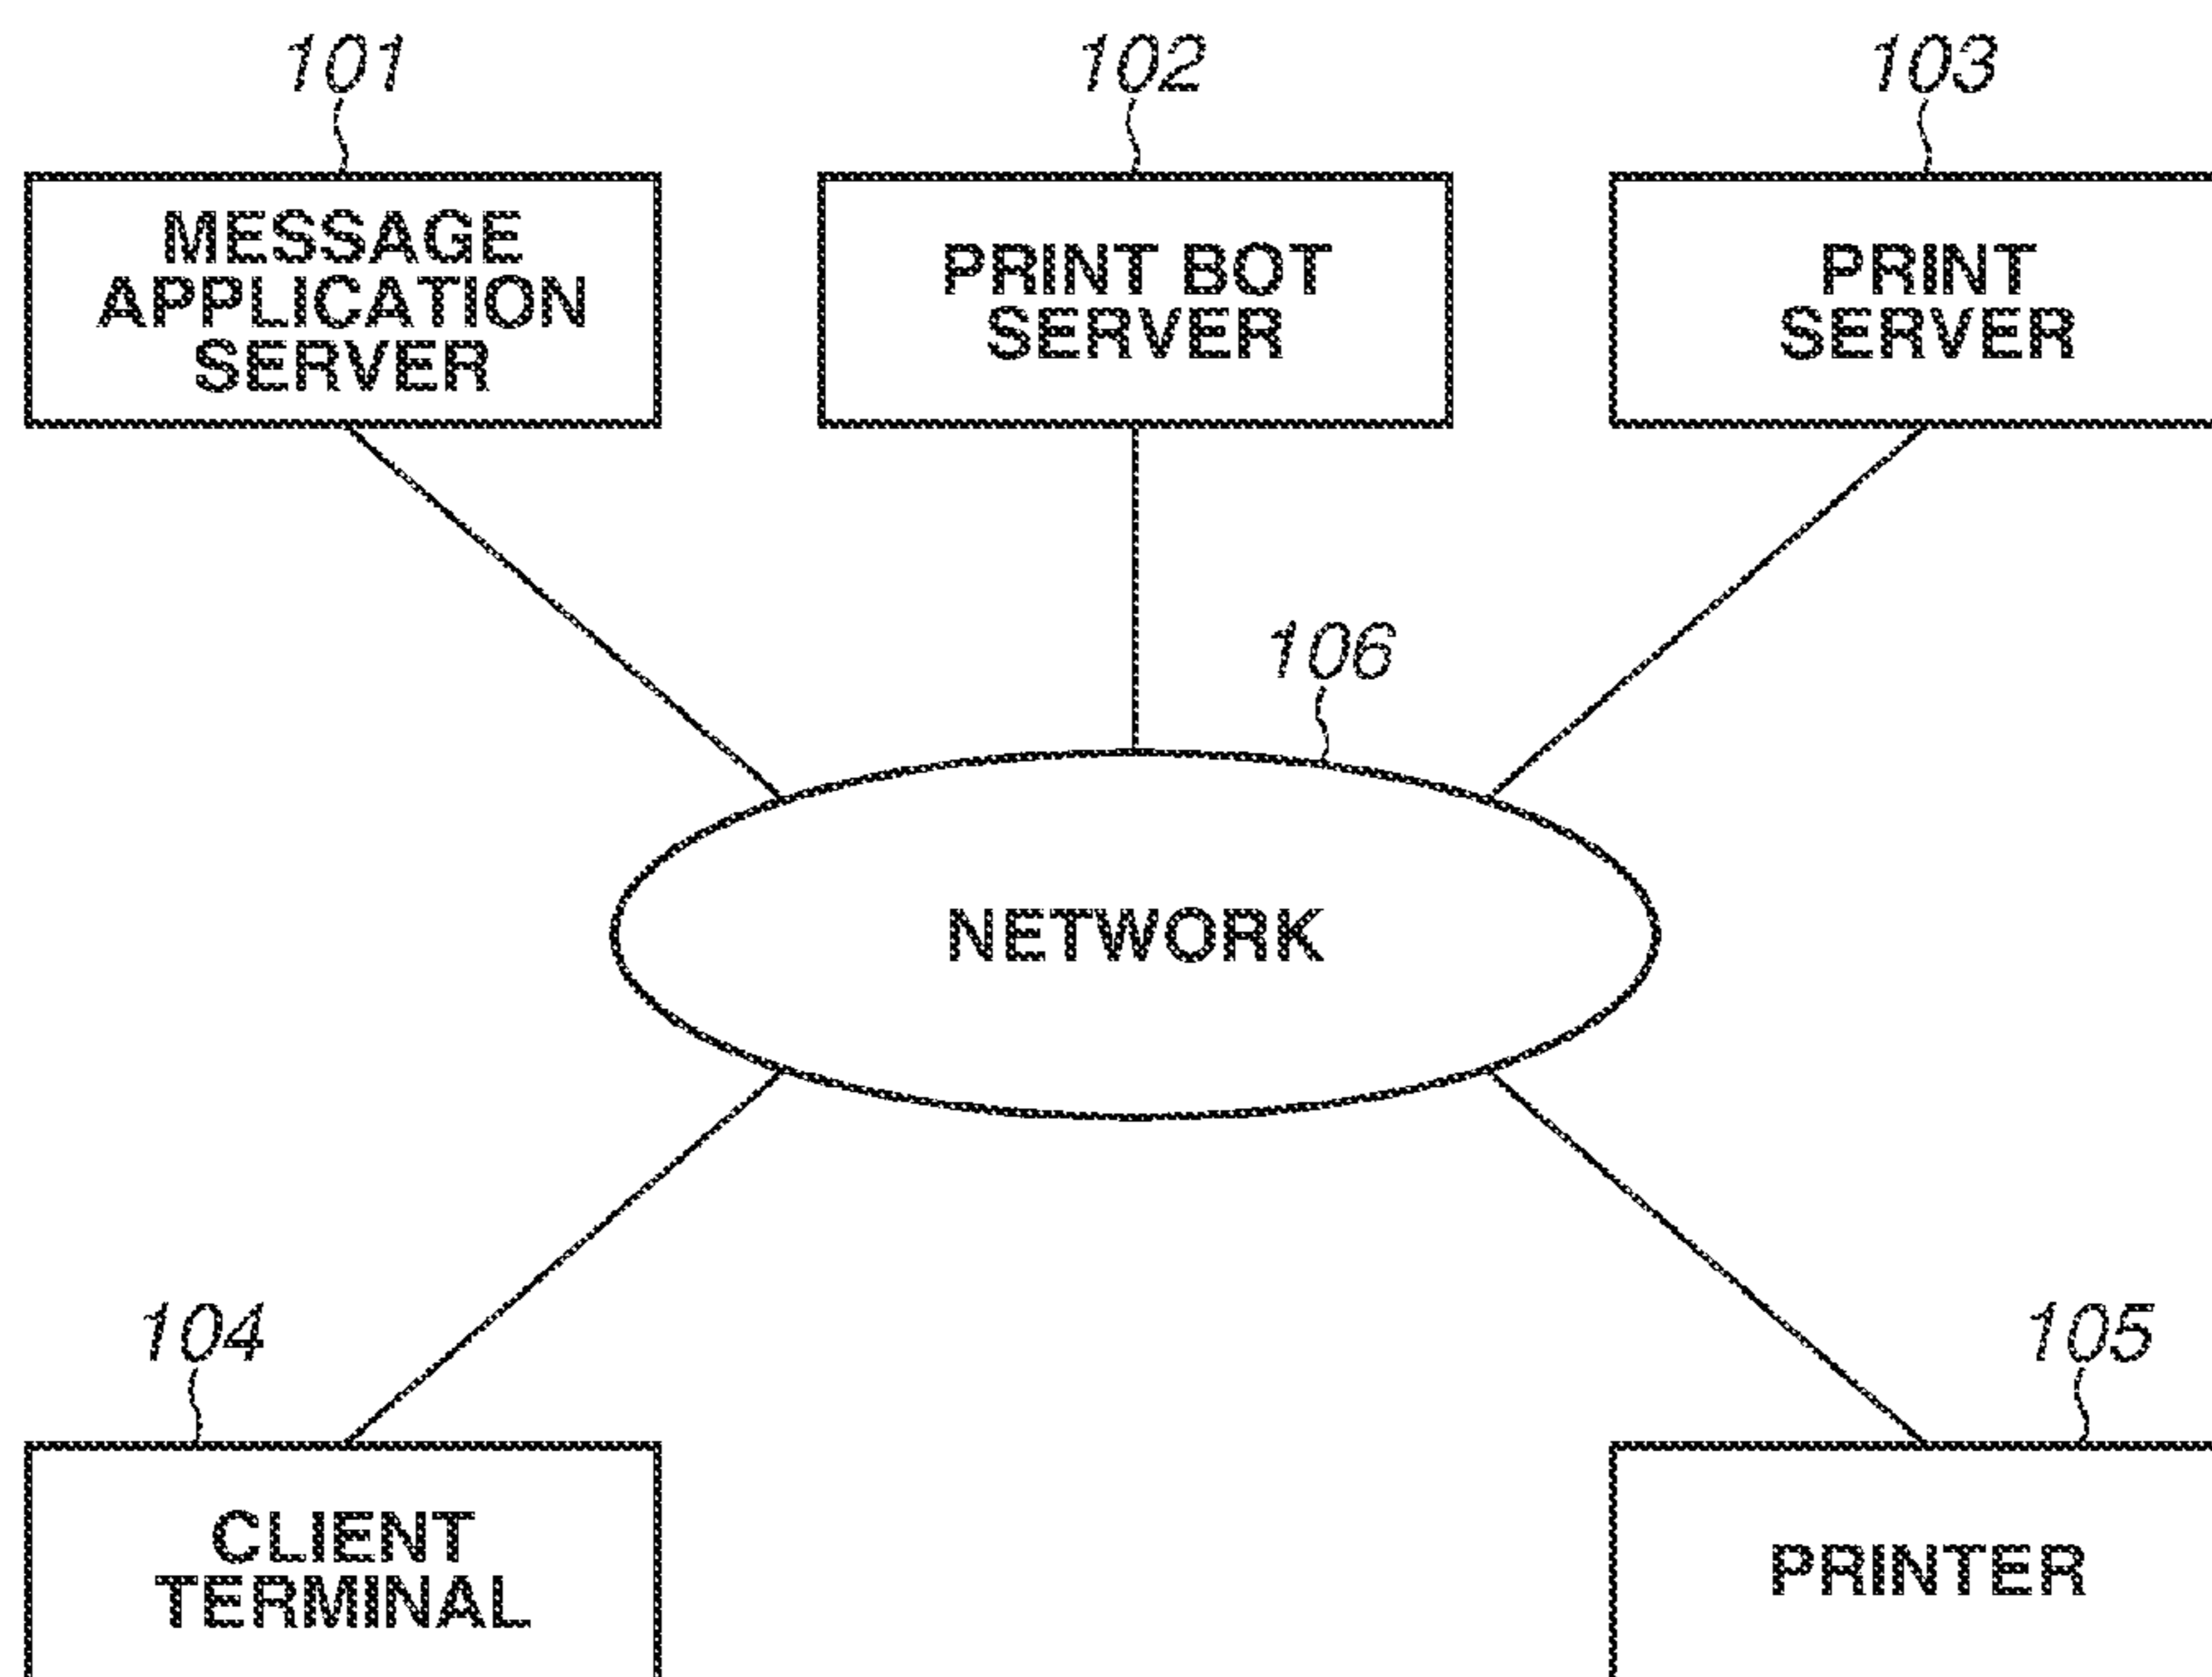 101
102
103
MESSAGE
APPLICATION
SERVER
PRINT BOT
SERVER
PRINT
SERVER
106
NETWORK
104
105
CLIENT
TERMINAL
PRINTER